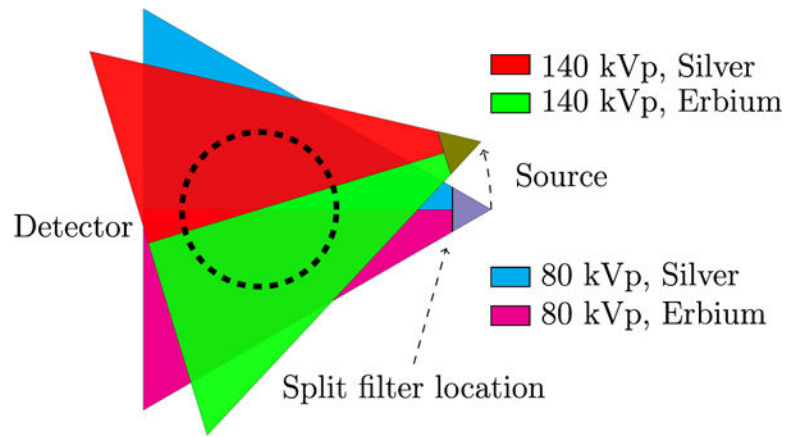 140 kVp, Silver
140 kVp, Erbium
Source
Detector
80 kVp, Silver
80 kVp, Erbium
Split filter location